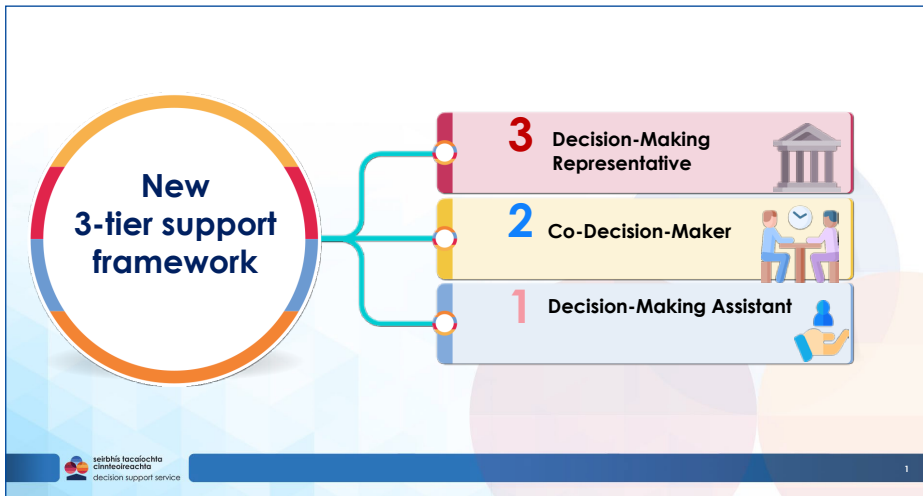 New
3-tier support
framework
3
Decision-Making
Representative
2
Co-Decision-Maker
1
Decision-Making Assistant
seirbhís tacaíochta
cinnteoireachta
decision support service
1